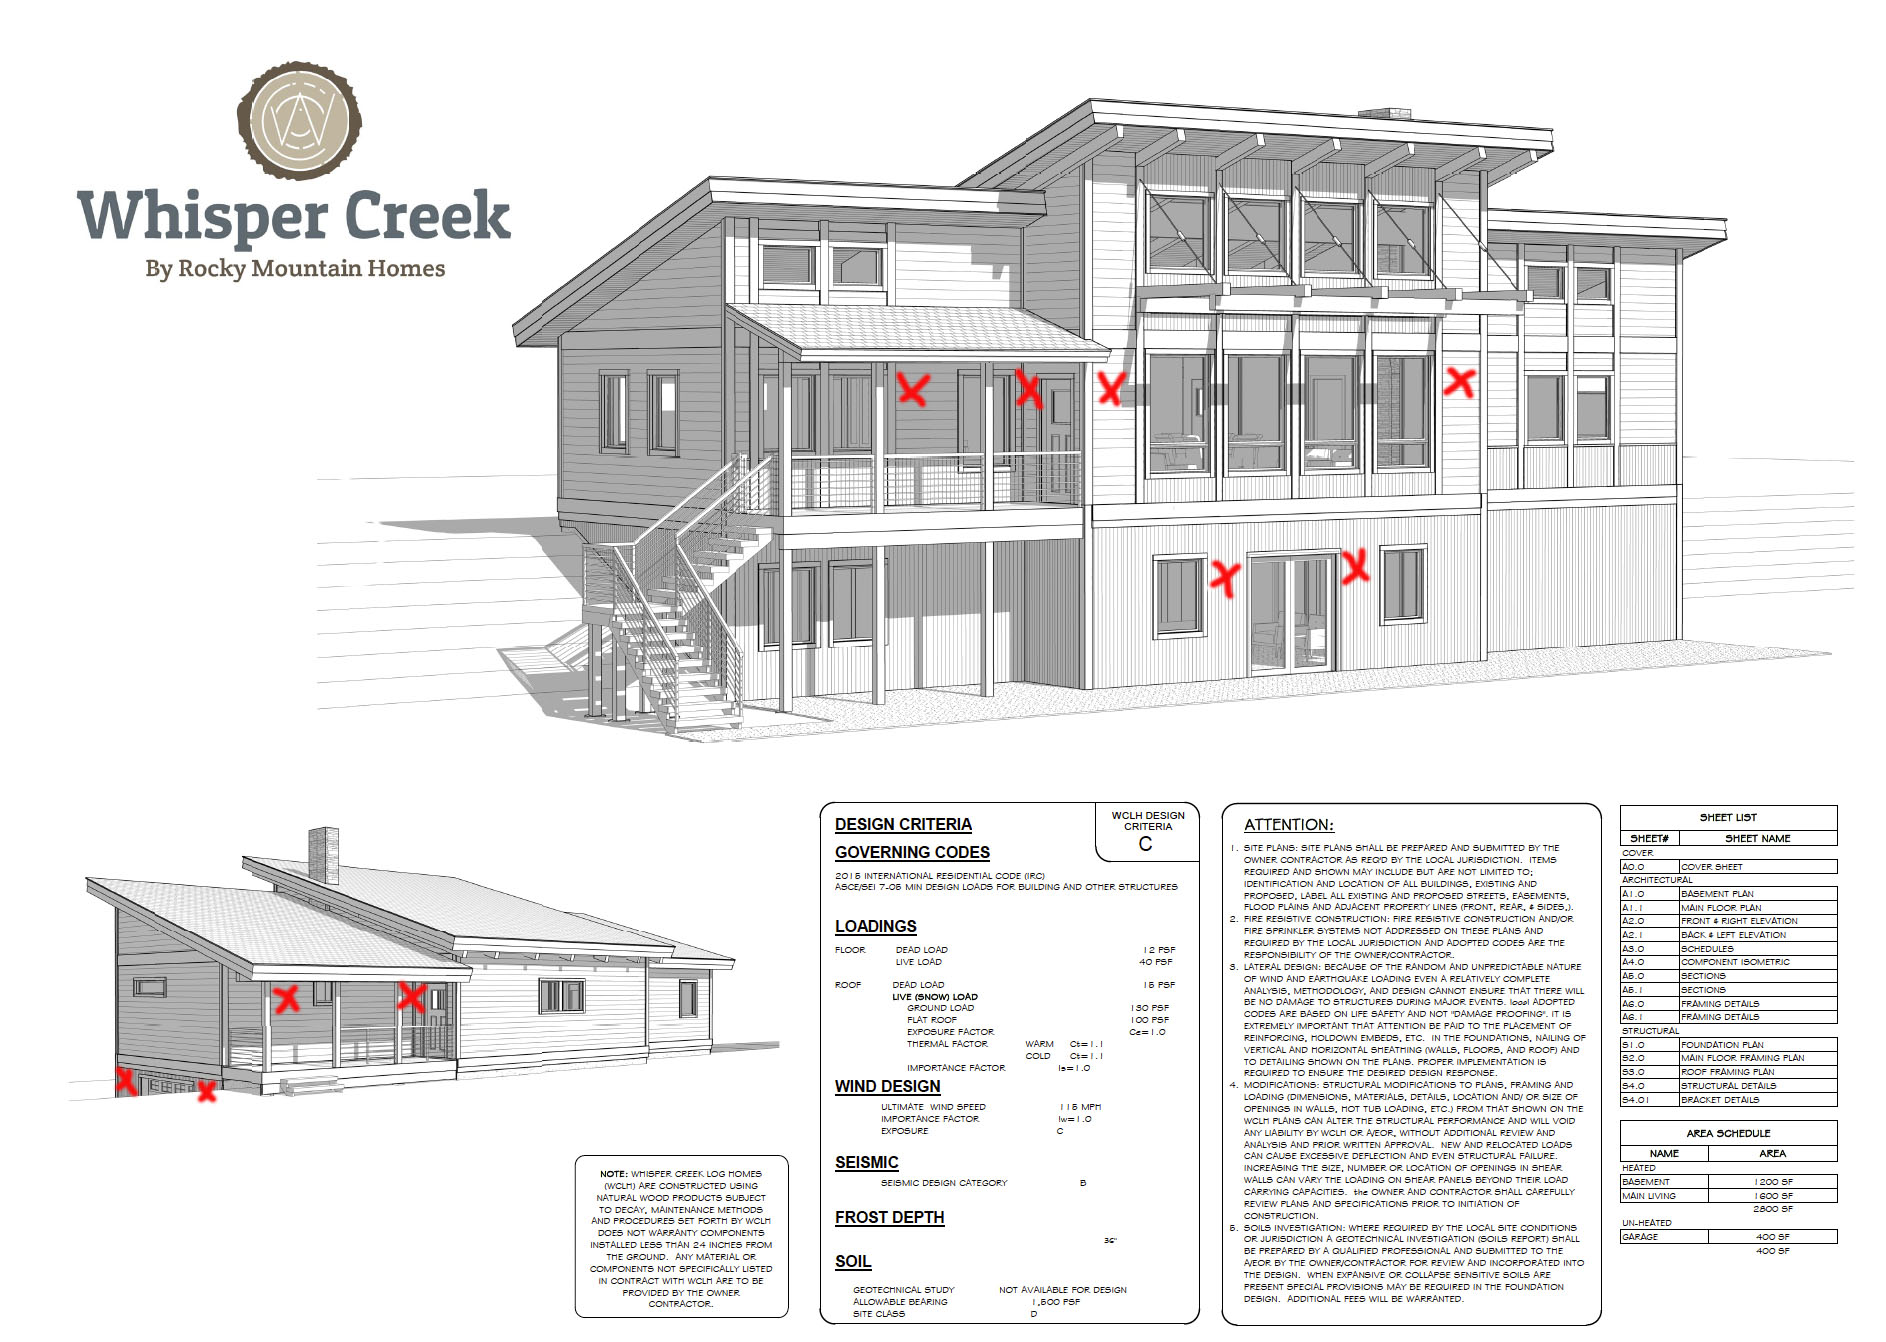 Whisper Creek
By Rocky Mountain Homes
DESIGN CRITERIA
WCLH DESIGN
CRITERIA
C
GOVERNING CODES
2015 INTERNATIONAL RESIDENTIAL CODE (IRC)
ASCE/SEI 7-05 MIN DESIGN LOADS FOR BUILDING AND OTHER STRUCTURES
LOADINGS
FLOOR DEAD LOAD 12 PSF
LIVE LOAD 40 PSF
ROOF DEAD LOAD 15 PSF
LIVE (SNOW) LOAD
GROUND LOAD 130 PSF
FLAT ROOF 100 PSF
EXPOSURE FACTOR Ce=1.0
THERMAL FACTOR WARM Ct=1.1
COLD Ct=1.1
IMPORTANCE FACTOR Is=1.0
WIND DESIGN
ULTIMATE WIND SPEED 115 MPH
IMPORTANCE FACTOR Iw=1.0
EXPOSURE C
SEISMIC
SEISMIC DESIGN CATEGORY B
FROST DEPTH
36"
SOIL
GEOTECHNICAL STUDY NOT AVAILABLE FOR DESIGN
ALLOWABLE BEARING 1,500 PSF
SITE CLASS D
NOTE: WHISPER CREEK LOG HOMES
(WCLH) ARE CONSTRUCTED USING
NATURAL WOOD PRODUCTS SUBJECT
TO DECAY, MAINTENANCE METHODS
AND PROCEDURES SET FORTH BY WCLH
DOES NOT WARRANTY COMPONENTS
INSTALLED LESS THAN 24 INCHES FROM
THE GROUND. ANY MATERIAL OR
COMPONENTS NOT SPECIFICALLY LISTED
IN CONTRACT WITH WCLH ARE TO BE
PROVIDED BY THE OWNER
CONTRACTOR.
ATTENTION:
1. SITE PLANS: SITE PLANS SHALL BE PREPARED AND SUBMITTED BY THE
OWNER CONTRACTOR AS REQ'D BY THE LOCAL JURISDICTION. ITEMS
REQUIRED AND SHOWN MAY INCLUDE BUT ARE NOT LIMITED TO;
IDENTIFICATION AND LOCATION OF ALL BUILDINGS, EXISTING AND
PROPOSED, LABEL ALL EXISTING AND PROPOSED STREETS, EASEMENTS,
FLOOD PLAINS AND ADJACENT PROPERTY LINES (FRONT, REAR, & SIDES,).
2. FIRE RESISTIVE CONSTRUCTION: FIRE RESISTIVE CONSTRUCTION AND/OR
FIRE SPRINKLER SYSTEMS NOT ADDRESSED ON THESE PLANS AND
REQUIRED BY THE LOCAL JURISDICTION AND ADOPTED CODES ARE THE
RESPONSIBILITY OF THE OWNER/CONTRACTOR.
3. LATERAL DESIGN: BECAUSE OF THE RANDOM AND UNPREDICTABLE NATURE
OF WIND AND EARTHQUAKE LOADING EVEN A RELATIVELY COMPLETE
ANALYSIS, METHODOLOGY, AND DESIGN CANNOT ENSURE THAT THERE WILL
BE NO DAMAGE TO STRUCTURES DURING MAJOR EVENTS. local ADOPTED
CODES ARE BASED ON LIFE SAFETY AND NOT "DAMAGE PROOFING". IT IS
EXTREMELY IMPORTANT THAT ATTENTION BE PAID TO THE PLACEMENT OF
REINFORCING, HOLDOWN EMBEDS, ETC. IN THE FOUNDATIONS, NAILING OF
VERTICAL AND HORIZONTAL SHEATHING (WALLS, FLOORS, AND ROOF) AND
TO DETAILING SHOWN ON THE PLANS. PROPER IMPLEMENTATION IS
REQUIRED TO ENSURE THE DESIRED DESIGN RESPONSE.
4. MODIFICATIONS: STRUCTURAL MODIFICATIONS TO PLANS, FRAMING AND
LOADING (DIMENSIONS, MATERIALS, DETAILS, LOCATION AND/ OR SIZE OF
OPENINGS IN WALLS, HOT TUB LOADING, ETC.) FROM THAT SHOWN ON THE
WCLH PLANS CAN ALTER THE STRUCTURAL PERFORMANCE AND WILL VOID
ANY LIABILITY BY WCLH OR A/EOR, WITHOUT ADDITIONAL REVIEW AND
ANALYSIS AND PRIOR WRITTEN APPROVAL. NEW AND RELOCATED LOADS
CAN CAUSE EXCESSIVE DEFLECTION AND EVEN STRUCTURAL FAILURE.
INCREASING THE SIZE, NUMBER OR LOCATION OF OPENINGS IN SHEAR
WALLS CAN VARY THE LOADING ON SHEAR PANELS BEYOND THEIR LOAD
CARRYING CAPACITIES. the OWNER AND CONTRACTOR SHALL CAREFULLY
REVIEW PLANS AND SPECIFICATIONS PRIOR TO INITIATION OF
CONSTRUCTION.
5. SOILS INVESTIGATION: WHERE REQUIRED BY THE LOCAL SITE CONDITIONS
OR JURISDICTION A GEOTECHNICAL INVESTIGATION (SOILS REPORT) SHALL
BE PREPARED BY A QUALIFIED PROFESSIONAL AND SUBMITTED TO THE
A/EOR BY THE OWNER/CONTRACTOR FOR REVIEW AND INCORPORATED INTO
THE DESIGN. WHEN EXPANSIVE OR COLLAPSE SENSITIVE SOILS ARE
PRESENT SPECIAL PROVISIONS MAY BE REQUIRED IN THE FOUNDATION
DESIGN. ADDITIONAL FEES WILL BE WARRANTED.
SHEET LIST
SHEET# SHEET NAME
COVER
A0.0 COVER SHEET
ARCHITECTURAL
A1.0 BASEMENT PLAN
A1.1 MAIN FLOOR PLAN
A2.0 FRONT & RIGHT ELEVATION
A2.1 BACK & LEFT ELEVATION
A3.0 SCHEDULES
A4.0 COMPONENT ISOMETRIC
A5.0 SECTIONS
A5.1 SECTIONS
A6.0 FRAMING DETAILS
A6.1 FRAMING DETAILS
STRUCTURAL
S1.0 FOUNDATION PLAN
S2.0 MAIN FLOOR FRAMING PLAN
S3.0 ROOF FRAMING PLAN
S4.0 STRUCTURAL DETAILS
S4.01 BRACKET DETAILS
AREA SCHEDULE
NAME AREA
HEATED
BASEMENT 1200 SF
MAIN LIVING 1600 SF
2800 SF
UN-HEATED
GARAGE 400 SF
400 SF